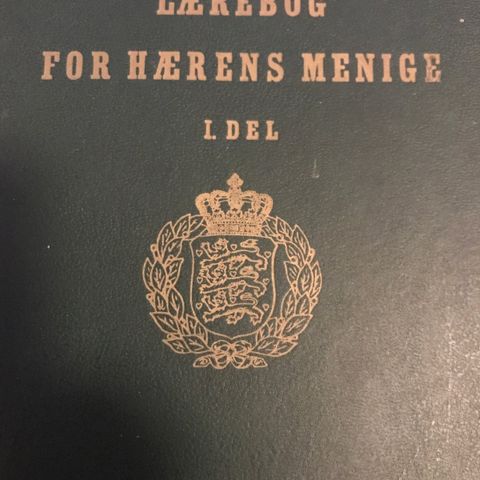 LÆREBOG
FOR HÆRENS MENIGE
I. DEL